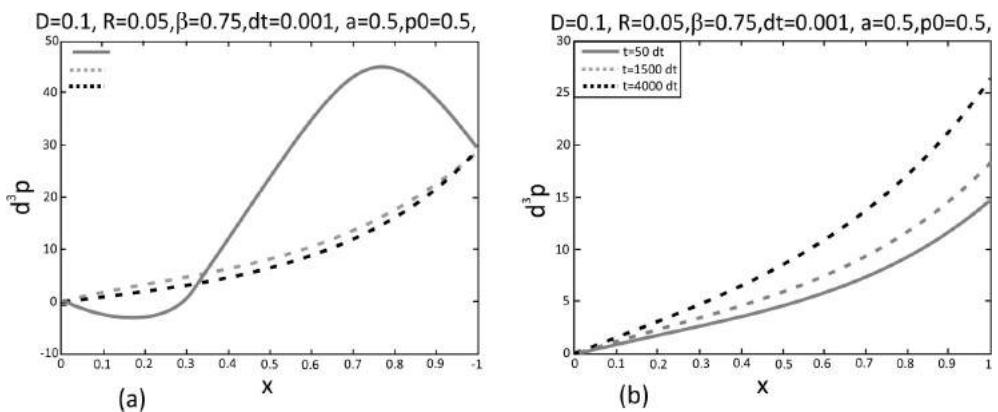 D=0.1, R=0.05,β=0.75,dt=0.001, a=0.5,p0=0.5,
50
40
30
20
10
0
-10
d³p
0 0.1 0.2 0.3 0.4 0.5 0.6 0.7 0.8 0.9 -1
x
(a)
D=0.1, R=0.05,β=0.75,dt=0.001, a=0.5,p0=0.5,
30
25
20
15
10
5
0
t=50 dt
t=1500 dt
t=4000 dt
d³p
0 0.1 0.2 0.3 0.4 0.5 0.6 0.7 0.8 0.9 1
x
(b)